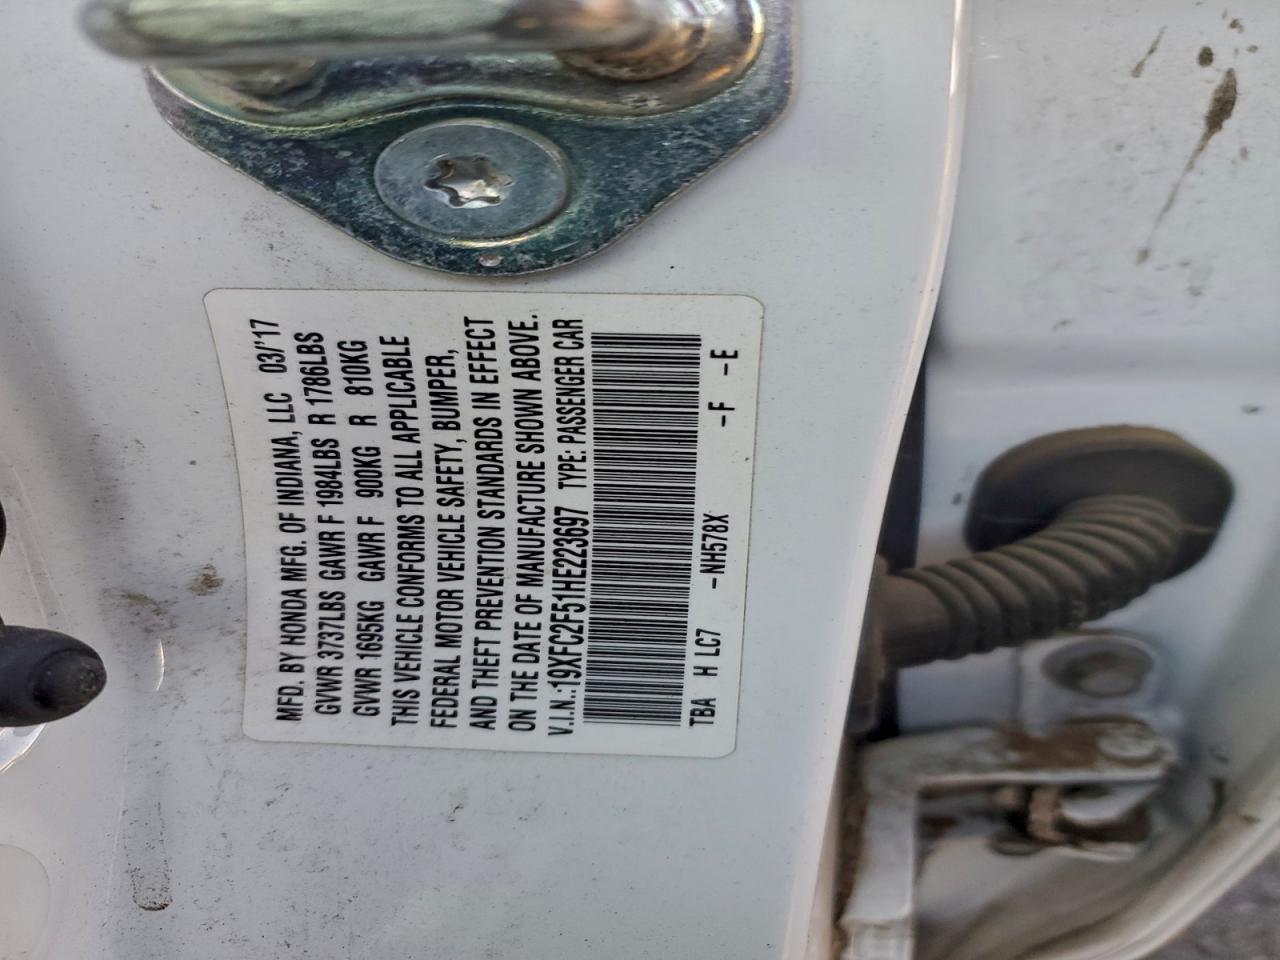 MFD. BY HONDA MFG. OF INDIANA, LLC 03/'17
GVWR 3737LBS GAWR F 1984LBS R 1786LBS
GVWR 1695KG GAWR F 900KG R 810KG
THIS VEHICLE CONFORMS TO ALL APPLICABLE
FEDERAL MOTOR VEHICLE SAFETY, BUMPER,
AND THEFT PREVENTION STANDARDS IN EFFECT
ON THE DATE OF MANUFACTURE SHOWN ABOVE.
V.I.N.:19XFC2F51HE223697 TYPE: PASSENGER CAR
TBA H LC7 -NH578X -F -E